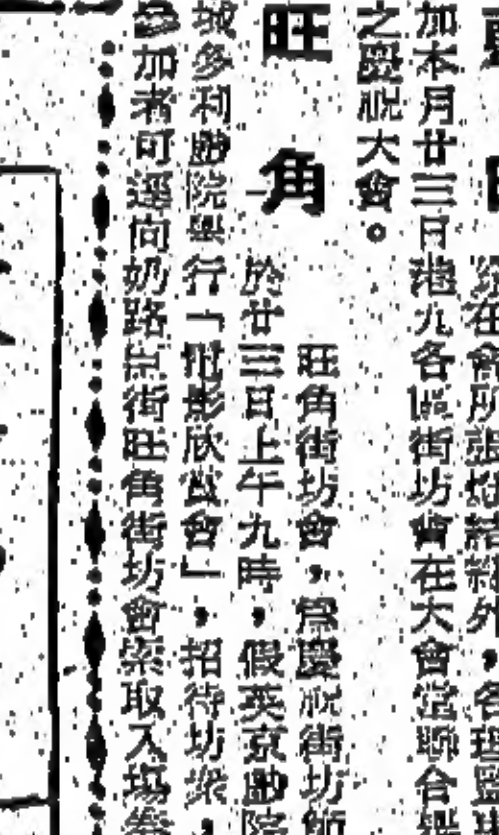 須在會所張燈結綵外，各理監事
加本月廿三日港九各區街坊會在大會堂聯合舉
之慶祝大會。
旺角
旺角街坊會，爲慶祝街坊節
於廿三日上午九時，假英京戲院
域多利戲院舉行「電影欣賞會」，招待坊衆，
參加者可逕向奶路臣街旺角街坊會索取入場券